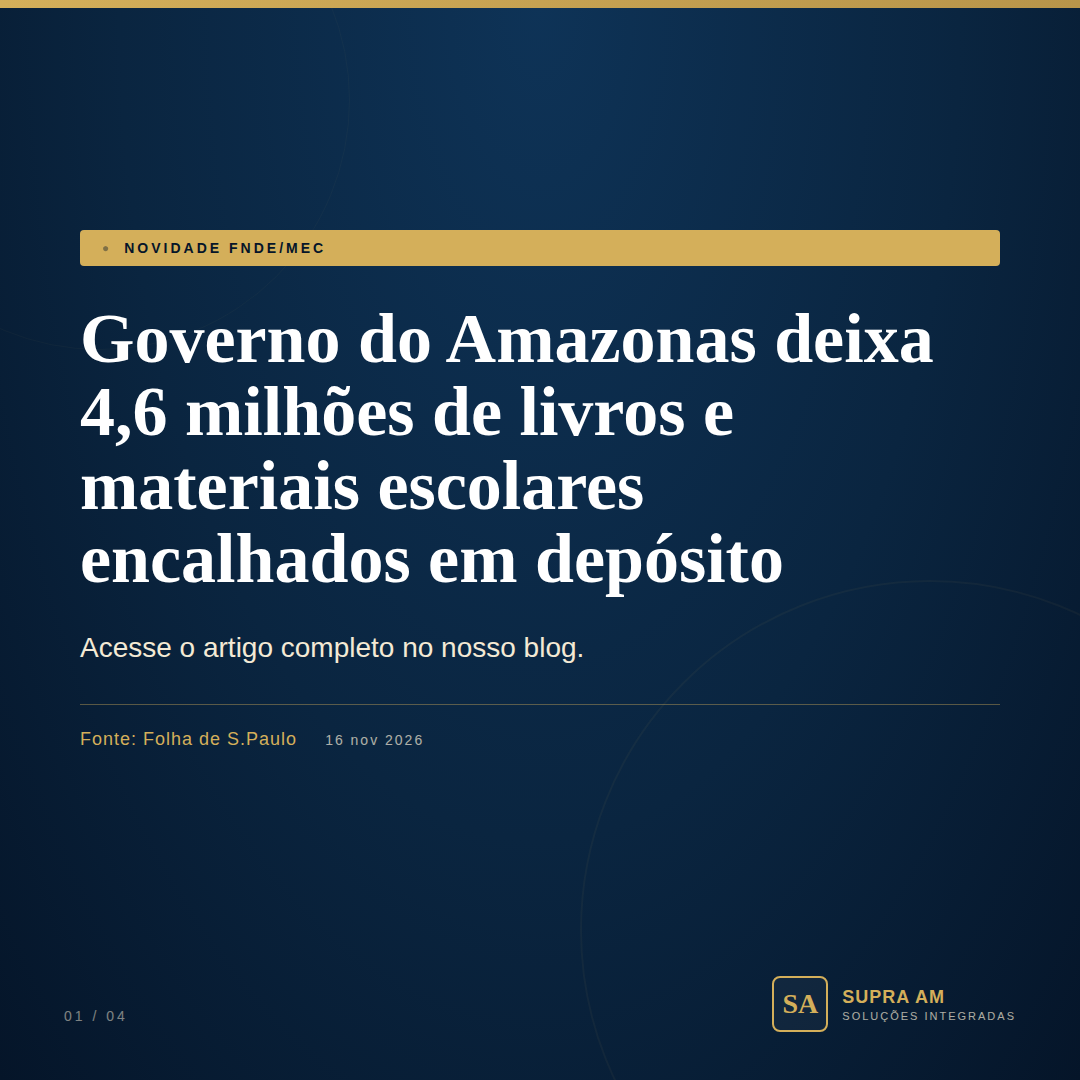 • NOVIDADE FNDE/MEC
Governo do Amazonas deixa
4,6 milhões de livros e
materiais escolares
encalhados em depósito
Acesse o artigo completo no nosso blog.
Fonte: Folha de S.Paulo 16 nov 2026
01 / 04
SA
SUPRA AM
SOLUÇÕES INTEGRADAS